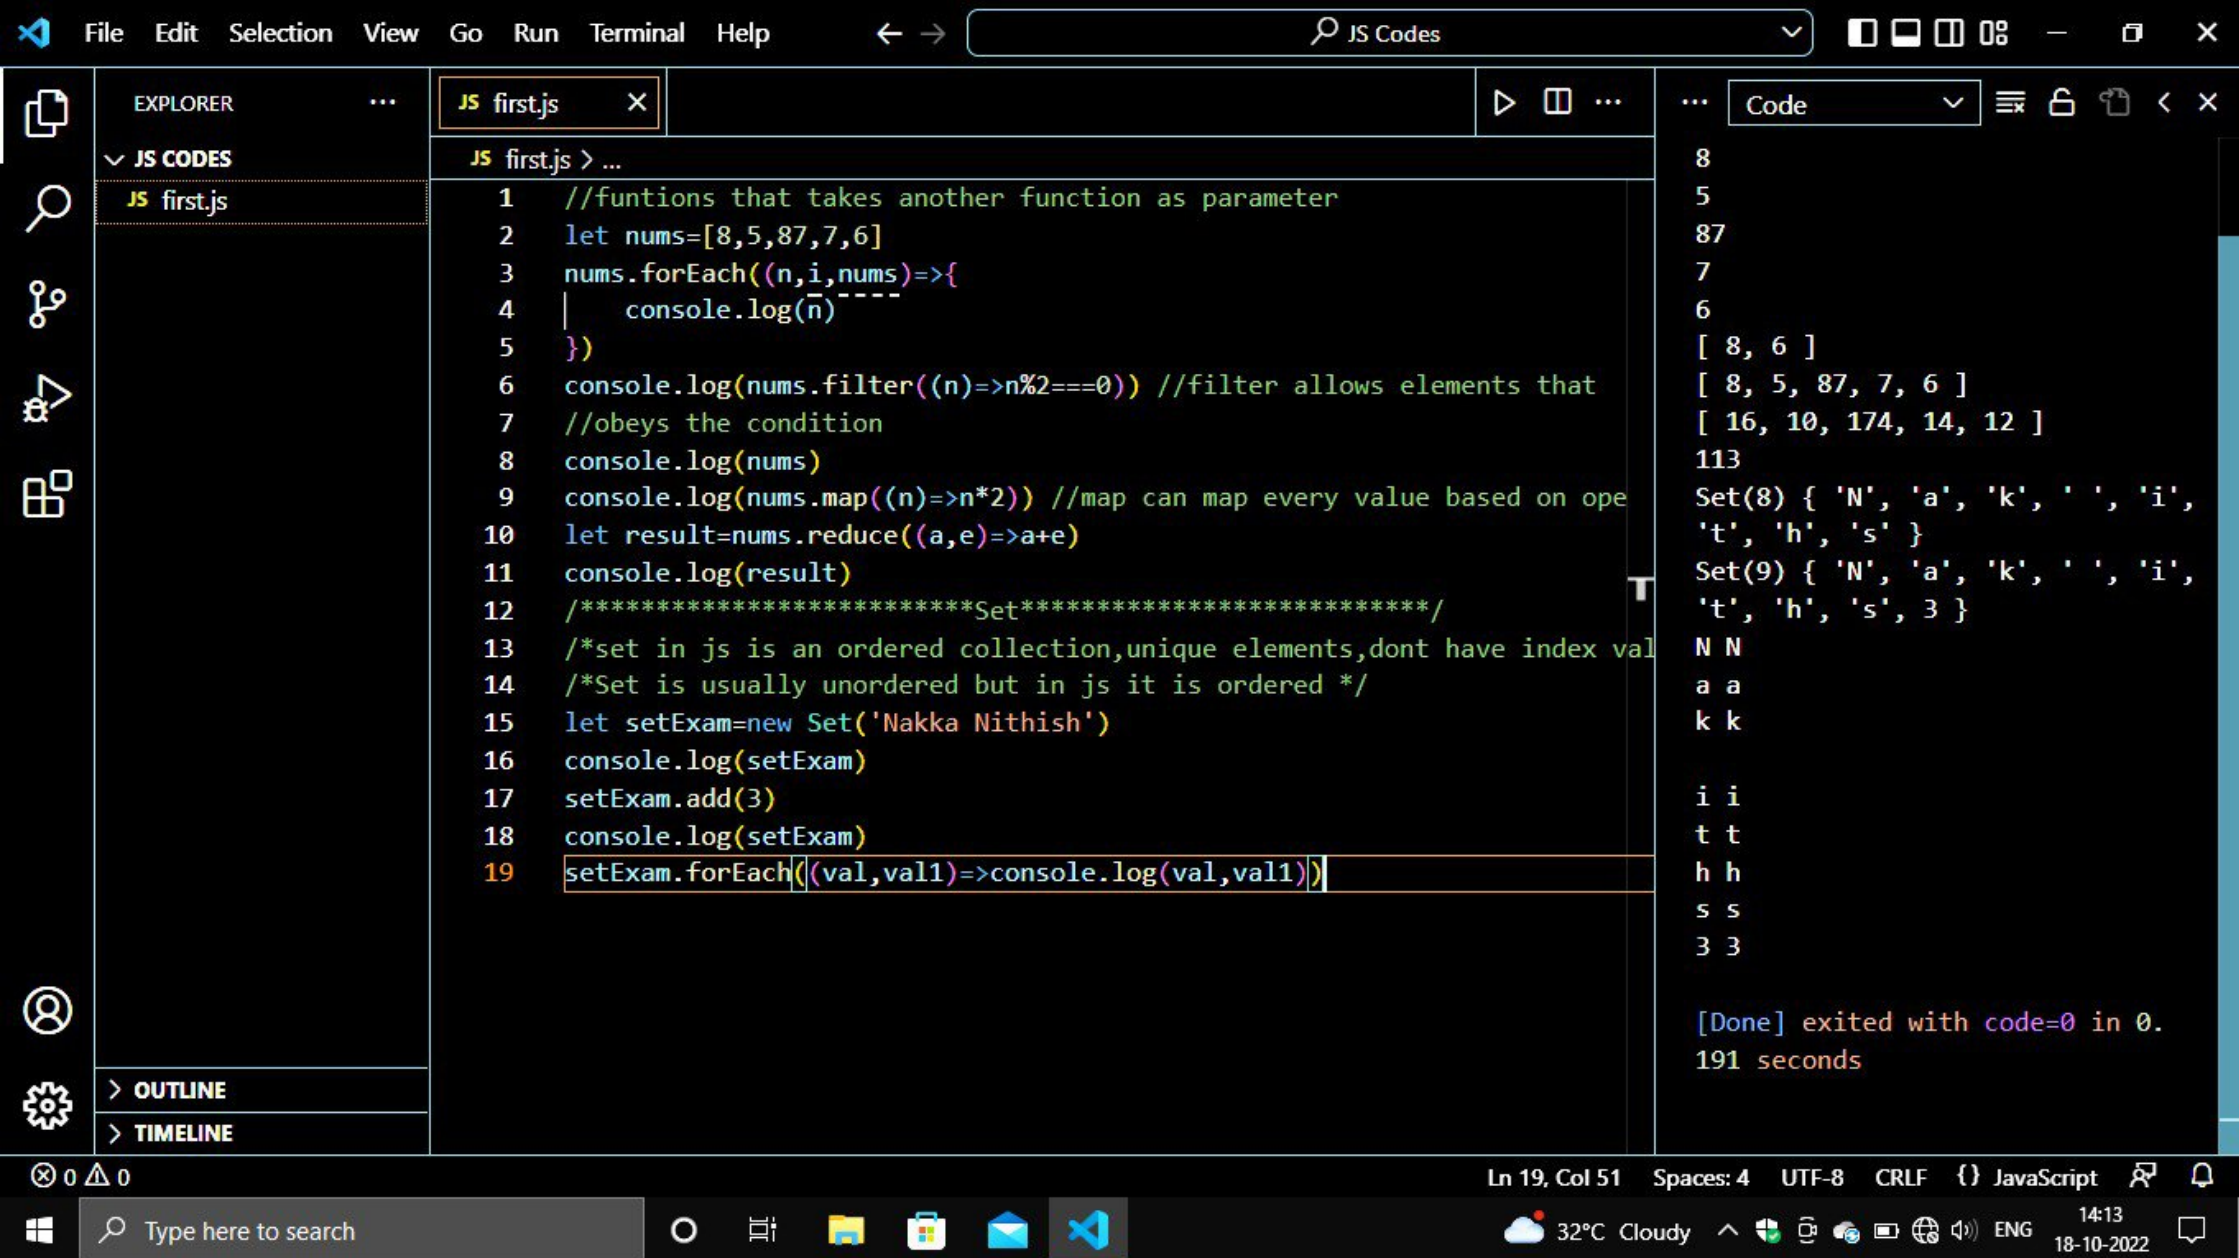 File Edit Selection View Go Run Terminal Help JS Codes
EXPLORER
JS CODES
JS first.js
OUTLINE
TIMELINE
JS first.js
JS first.js > ...
1 //funtions that takes another function as parameter
2 let nums=[8,5,87,7,6]
3 nums.forEach((n,i,nums)=>{
4 console.log(n)
5 })
6 console.log(nums.filter((n)=>n%2===0)) //filter allows elements that
7 //obeys the condition
8 console.log(nums)
9 console.log(nums.map((n)=>n*2)) //map can map every value based on ope
10 let result=nums.reduce((a,e)=>a+e)
11 console.log(result)
12 /**************************Set***************************/
13 /*set in js is an ordered collection,unique elements,dont have index val
14 /*Set is usually unordered but in js it is ordered */
15 let setExam=new Set('Nakka Nithish')
16 console.log(setExam)
17 setExam.add(3)
18 console.log(setExam)
19 setExam.forEach((val,val1)=>console.log(val,val1))
Code
8
5
87
7
6
[ 8, 6 ]
[ 8, 5, 87, 7, 6 ]
[ 16, 10, 174, 14, 12 ]
113
Set(8) { 'N', 'a', 'k', ' ', 'i',
't', 'h', 's' }
Set(9) { 'N', 'a', 'k', ' ', 'i',
't', 'h', 's', 3 }
N N
a a
k k
i i
t t
h h
s s
3 3
[Done] exited with code=0 in 0.
191 seconds
0 0 Ln 19, Col 51 Spaces: 4 UTF-8 CRLF {} JavaScript
Type here to search 32°C Cloudy ENG 14:13
18-10-2022